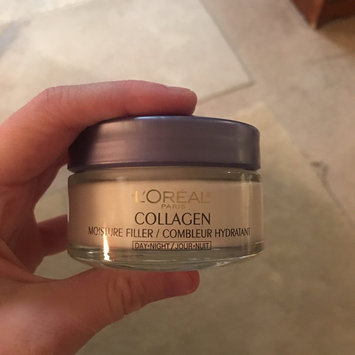 L'ORÉAL
PARIS
COLLAGEN
MOISTURE FILLER / COMBLEUR HYDRATANT
DAY•NIGHT / JOUR•NUIT